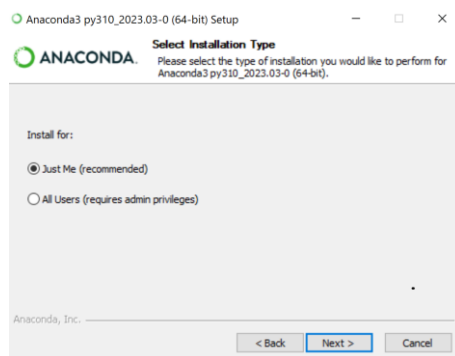 Anaconda3 py310_2023.03-0 (64-bit) Setup
ANACONDA.
Select Installation Type
Please select the type of installation you would like to perform for
Anaconda3 py310_2023.03-0 (64-bit).
Install for:
Just Me (recommended)
All Users (requires admin privileges)
Anaconda, Inc.
< Back
Next >
Cancel